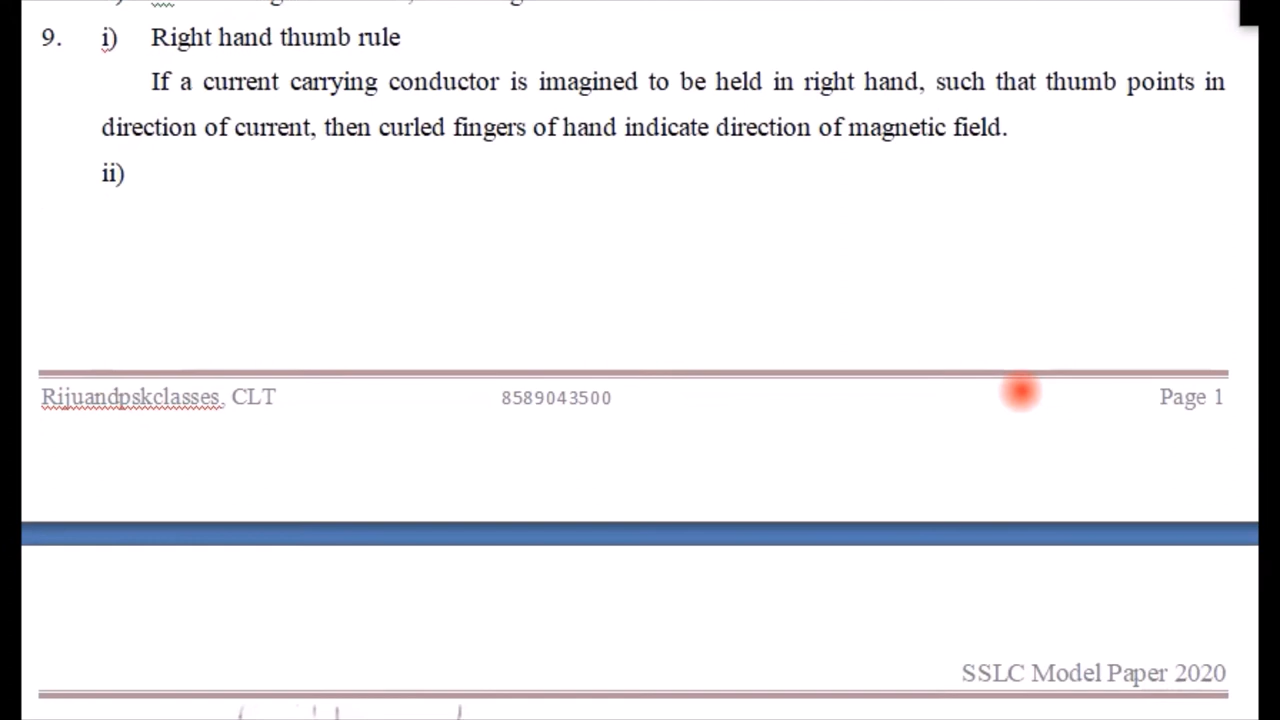 9. i) Right hand thumb rule
If a current carrying conductor is imagined to be held in right hand, such that thumb points in
direction of current, then curled fingers of hand indicate direction of magnetic field.
ii)
Rijuandpskclasses, CLT 8589043500 Page 1
SSLC Model Paper 2020